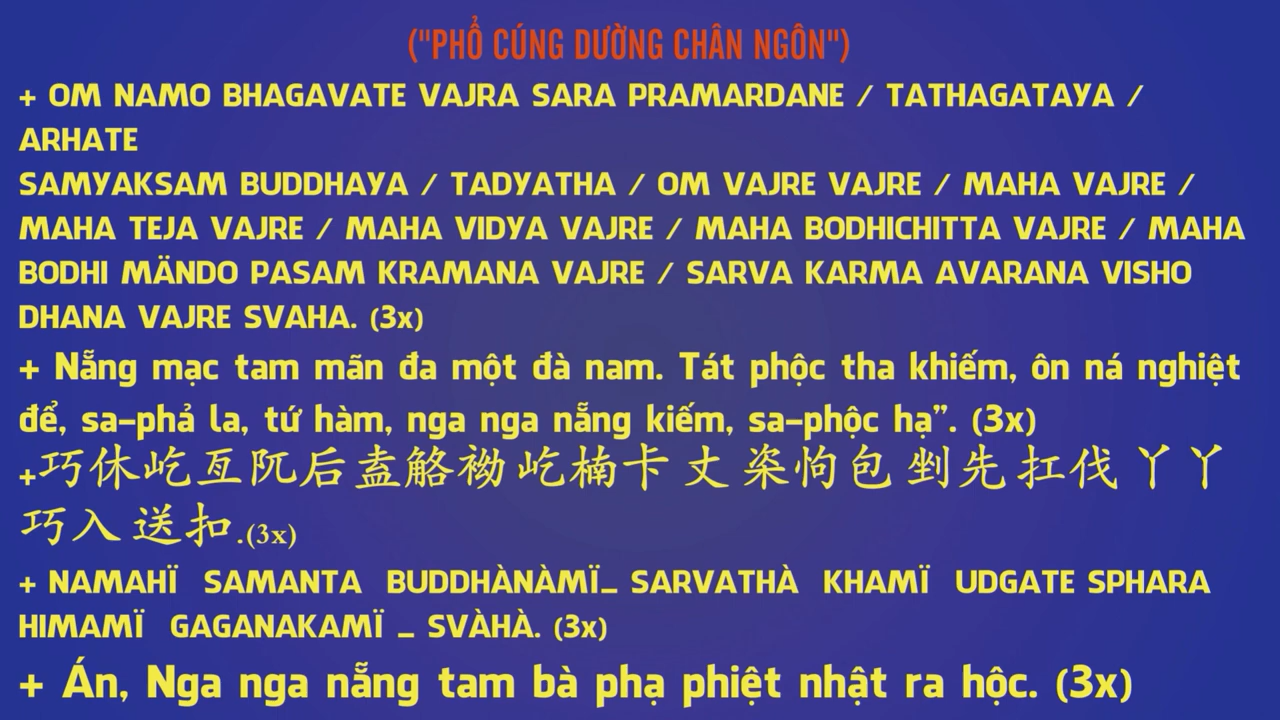 ("PHỔ CÚNG DƯỜNG CHÂN NGÔN")
+ OM NAMO BHAGAVATE VAJRA SARA PRAMARDANE / TATHAGATAYA /
ARHATE
SAMYAKSAM BUDDHAYA / TADYATHA / OM VAJRE VAJRE / MAHA VAJRE /
MAHA TEJA VAJRE / MAHA VIDYA VAJRE / MAHA BODHICHITTA VAJRE / MAHA
BODHI MÄNDO PASAM KRAMANA VAJRE / SARVA KARMA AVARANA VISHO
DHANA VAJRE SVAHA. (3x)
+ Nẵng mạc tam mãn đa một đà nam. Tát phộc tha khiếm, ôn ná nghiệt
để, sa-phả la, tứ hàm, nga nga nẵng kiếm, sa-phộc hạ”. (3x)
+巧休屹亙阢后盍觡袎屹楠卡丈 楶恦包 剉先扛伐丫丫
巧入送扣.(3x)
+ NAMAHÏ SAMANTA BUDDHÀNÀMÏ_ SARVATHÀ KHAMÏ UDGATE SPHARA
HIMAMÏ GAGANAKAMÏ _ SVÀHÀ. (3x)
+ Án, Nga nga nẵng tam bà phạ phiệt nhật ra hộc. (3x)